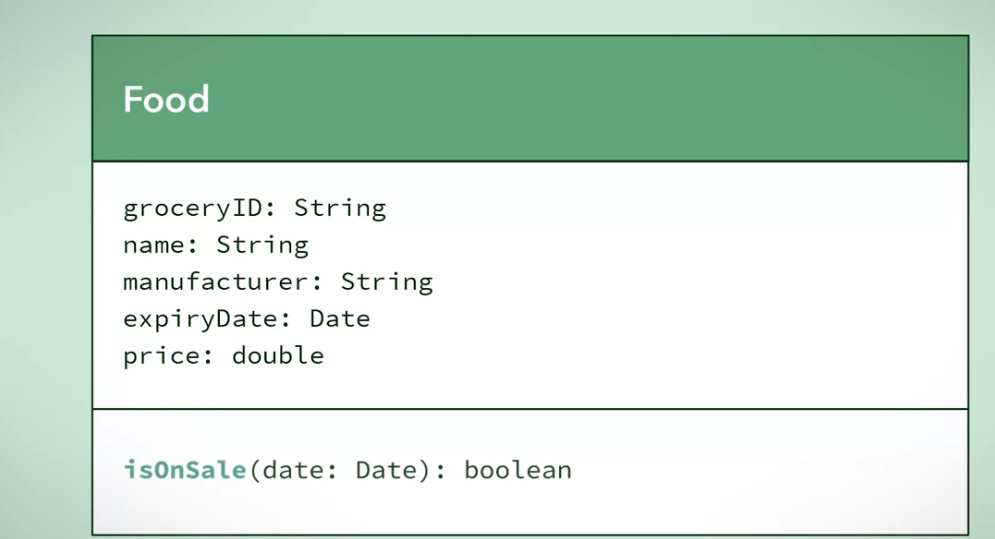 Food
groceryID: String
name: String
manufacturer: String
expiryDate: Date
price: double
isOnSale(date: Date): boolean